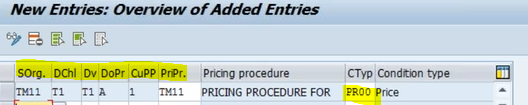 New Entries: Overview of Added Entries
SOrg. DChl Dv DoPr CuPP PriPr. Pricing procedure CTyp Condition type
TM11 T1 T1 A 1 TM11 PRICING PROCEDURE FOR PR00 Price